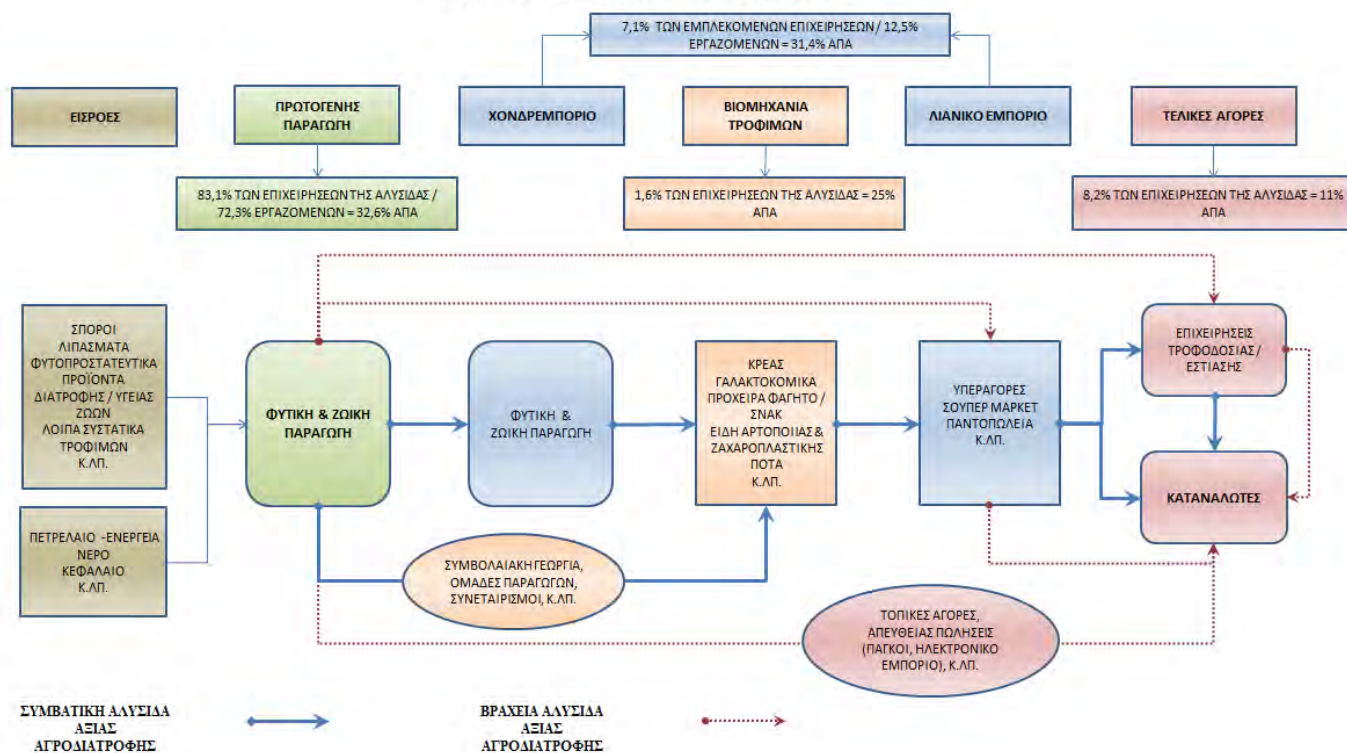 7,1% ΤΩΝ ΕΜΠΛΕΚΟΜΕΝΩΝ ΕΠΙΧΕΙΡΗΣΕΩΝ / 12,5%
ΕΡΓΑΖΟΜΕΝΩΝ = 31,4% ΑΠΑ
ΕΙΣΡΟΕΣ
ΠΡΩΤΟΓΕΝΗΣ
ΠΑΡΑΓΩΓΗ
ΧΟΝΔΡΕΜΠΟΡΙΟ
ΒΙΟΜΗΧΑΝΙΑ
ΤΡΟΦΙΜΩΝ
ΛΙΑΝΙΚΟ ΕΜΠΟΡΙΟ
ΤΕΛΙΚΕΣ ΑΓΟΡΕΣ
83,1% ΤΩΝ ΕΠΙΧΕΙΡΗΣΕΩΝ ΤΗΣ ΑΛΥΣΙΔΑΣ /
72,3% ΕΡΓΑΖΟΜΕΝΩΝ = 32,6% ΑΠΑ
1,6% ΤΩΝ ΕΠΙΧΕΙΡΗΣΕΩΝ ΤΗΣ ΑΛΥΣΙΔΑΣ = 25%
ΑΠΑ
8,2% ΤΩΝ ΕΠΙΧΕΙΡΗΣΕΩΝ ΤΗΣ ΑΛΥΣΙΔΑΣ = 11%
ΑΠΑ
ΣΠΟΡΟΙ
ΛΙΠΑΣΜΑΤΑ
ΦΥΤΟΠΡΟΣΤΑΤΕΥΤΙΚΑ
ΠΡΟΪΟΝΤΑ
ΔΙΑΤΡΟΦΗΣ / ΥΓΕΙΑΣ
ΖΩΩΝ
ΛΟΙΠΑ ΣΥΣΤΑΤΙΚΑ
ΤΡΟΦΙΜΩΝ
Κ.ΛΠ.
ΠΕΤΡΕΛΑΙΟ -ΕΝΕΡΓΕΙΑ
ΝΕΡΟ
ΚΕΦΑΛΑΙΟ
Κ.ΛΠ.
ΦΥΤΙΚΗ & ΖΩΙΚΗ
ΠΑΡΑΓΩΓΗ
ΦΥΤΙΚΗ &
ΖΩΙΚΗ ΠΑΡΑΓΩΓΗ
ΚΡΕΑΣ
ΓΑΛΑΚΤΟΚΟΜΙΚΑ
ΠΡΟΧΕΙΡΑ ΦΑΓΗΤΟ /
ΣΝΑΚ
ΕΙΔΗ ΑΡΤΟΠΟΙΙΑΣ &
ΖΑΧΑΡΟΠΛΑΣΤΙΚΗΣ
ΠΟΤΑ
Κ.ΛΠ.
ΥΠΕΡΑΓΟΡΕΣ
ΣΟΥΠΕΡ ΜΑΡΚΕΤ
ΠΑΝΤΟΠΩΛΕΙΑ
Κ.ΛΠ.
ΕΠΙΧΕΙΡΗΣΕΙΣ
ΤΡΟΦΟΔΟΣΙΑΣ /
ΕΣΤΙΑΣΗΣ
ΚΑΤΑΝΑΛΩΤΕΣ
ΣΥΜΒΟΛΑΙΑΚΗ ΓΕΩΡΓΙΑ,
ΟΜΑΔΕΣ ΠΑΡΑΓΩΓΩΝ,
ΣΥΝΕΤΑΙΡΙΣΜΟΙ, Κ.ΛΠ.
ΤΟΠΙΚΕΣ ΑΓΟΡΕΣ,
ΑΠΕΥΘΕΙΑΣ ΠΩΛΗΣΕΙΣ
(ΠΑΓΚΟΙ, ΗΛΕΚΤΡΟΝΙΚΟ
ΕΜΠΟΡΙΟ), Κ.ΛΠ.
ΣΥΜΒΑΤΙΚΗ ΑΛΥΣΙΔΑ
ΑΞΙΑΣ
ΑΓΡΟΔΙΑΤΡΟΦΗΣ
ΒΡΑΧΕΙΑ ΑΛΥΣΙΔΑ
ΑΞΙΑΣ
ΑΓΡΟΔΙΑΤΡΟΦΗΣ